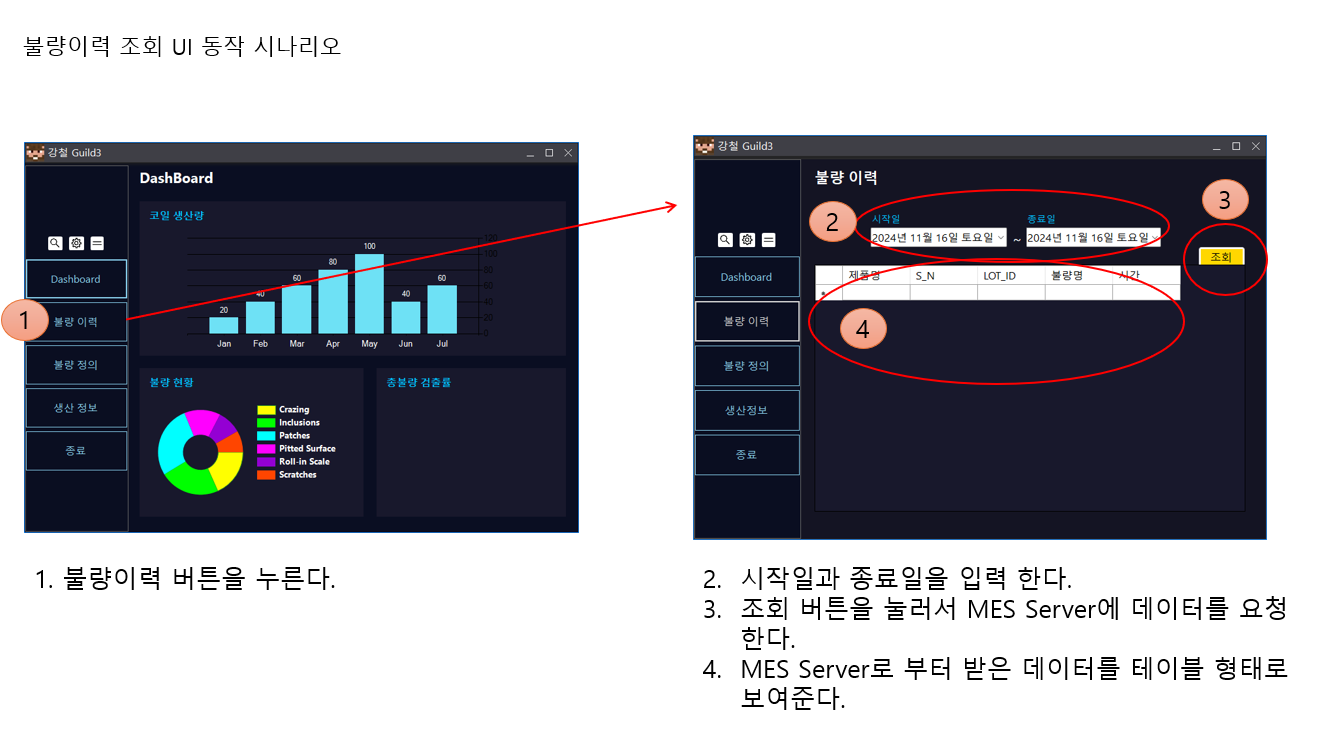 불량이력 조회 UI 동작 시나리오
강철 Guild3
DashBoard
코일 생산량
120
100
100
80
80
60
60
60
40
40
40
20
20
0
Jan Feb Mar Apr May Jun Jul
Dashboard
1
불량 이력
불량 정의
생산 정보
종료
불량 현황
Crazing
Inclusions
Patches
Pitted Surface
Roll-in Scale
Scratches
총불량 검출률
1. 불량이력 버튼을 누른다.
강철 Guild3
불량 이력
2
3
시작일 종료일
2024년 11월 16일 토요일 ~ 2024년 11월 16일 토요일
조회
제품명 S_N LOT_ID 불량명 시간
4
Dashboard
불량 이력
불량 정의
생산정보
종료
2. 시작일과 종료일을 입력 한다.
3. 조회 버튼을 눌러서 MES Server에 데이터를 요청
한다.
4. MES Server로 부터 받은 데이터를 테이블 형태로
보여준다.